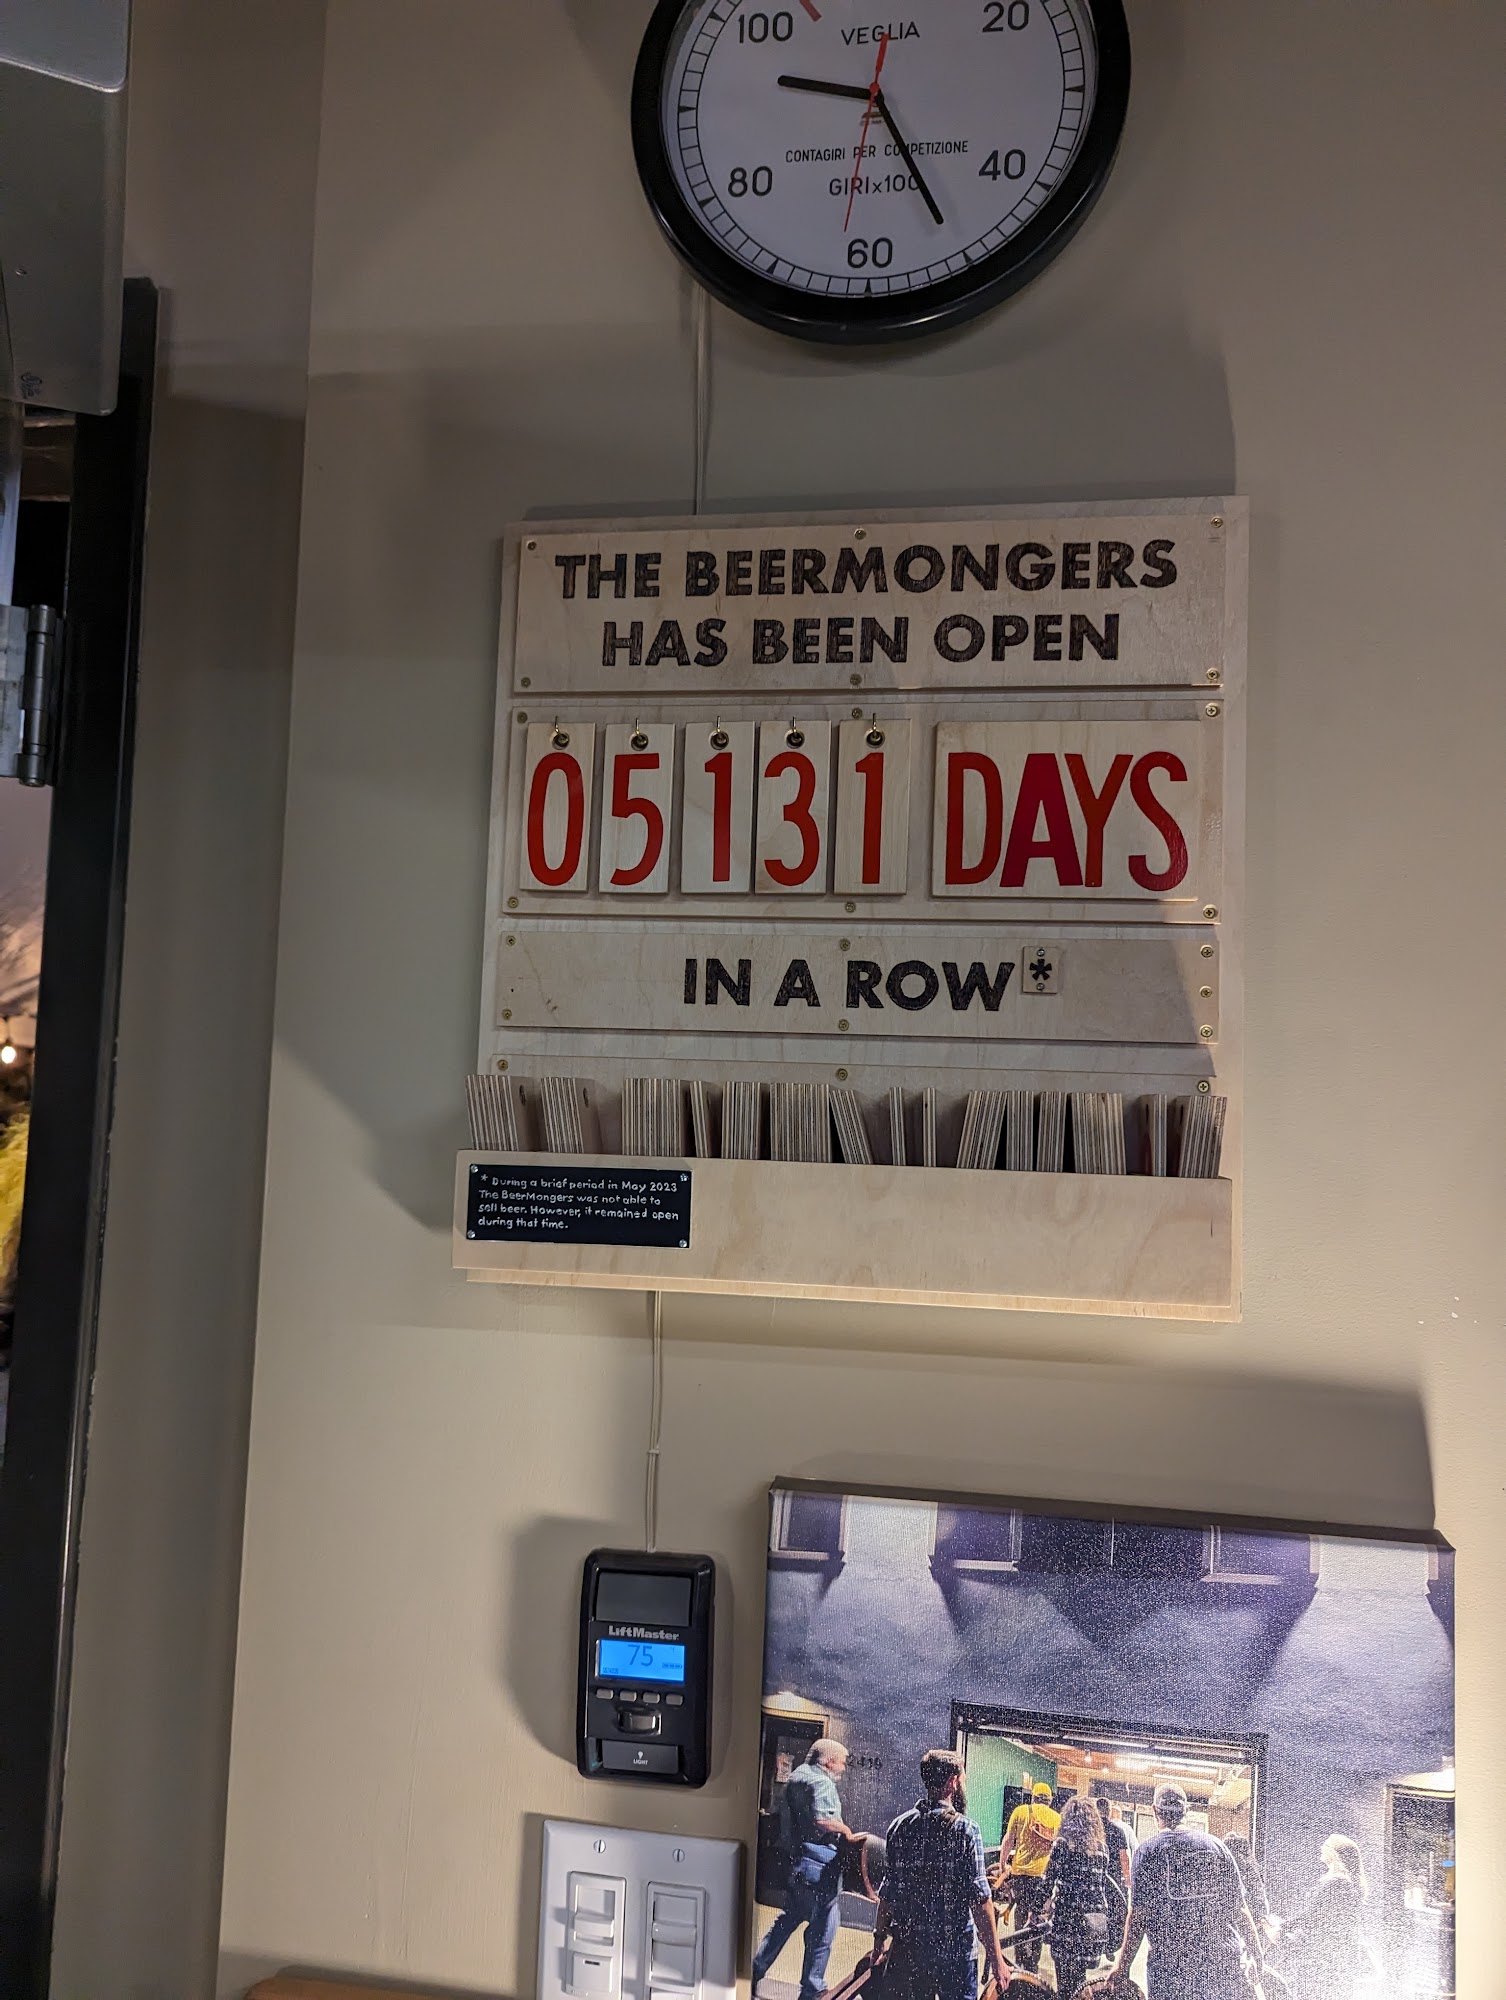 100
VEGLIA
20
CONTAGIRI PER COMPETIZIONE
80
GIRIx100
40
60
THE BEERMONGERS
HAS BEEN OPEN
05131 DAYS
IN A ROW*
* During a brief period in May 2023
The BeerMongers was not able to
sell beer. However, it remained open
during that time.
LiftMaster
75
LIGHT
2419